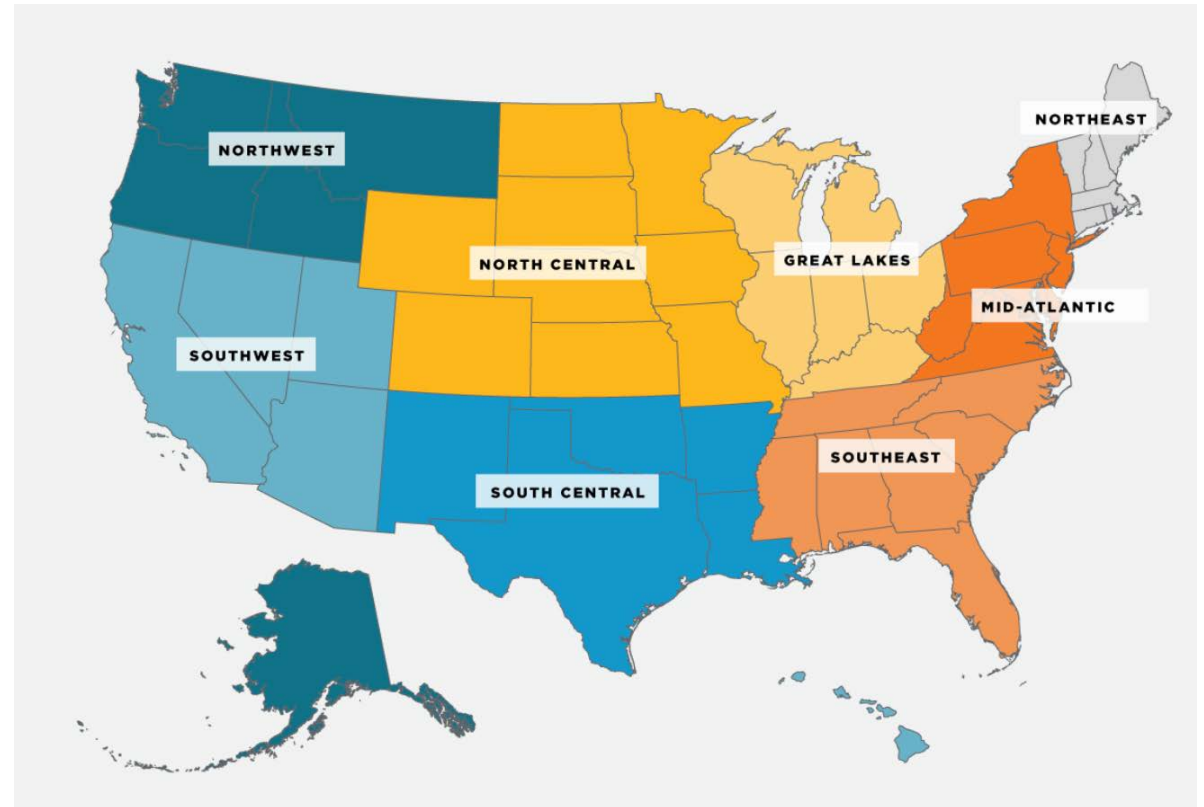 NORTHEAST
NORTHWEST
NORTH CENTRAL
GREAT LAKES
MID-ATLANTIC
SOUTHWEST
SOUTHEAST
SOUTH CENTRAL